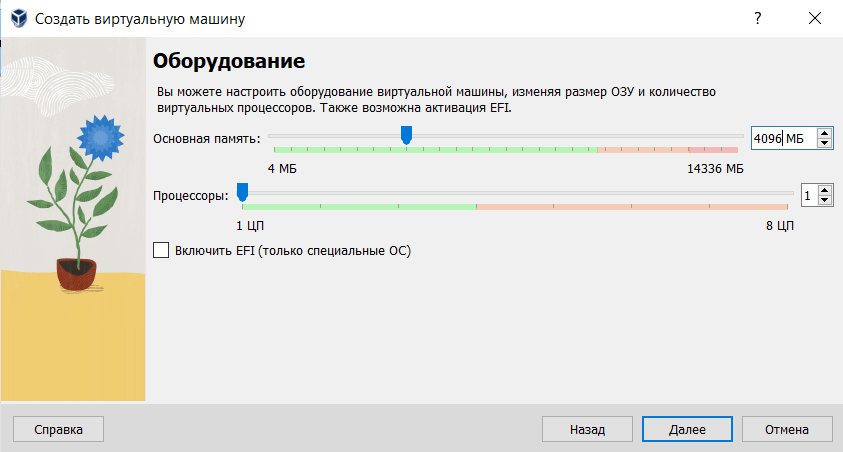 Создать виртуальную машину
Оборудование
Вы можете настроить оборудование виртуальной машины, изменяя размер ОЗУ и количество
виртуальных процессоров. Также возможна активация EFI.
Основная память:
4096 МБ
4 МБ
14336 МБ
Процессоры:
1
1 ЦП
8 ЦП
Включить EFI (только специальные ОС)
Справка
Назад
Далее
Отмена